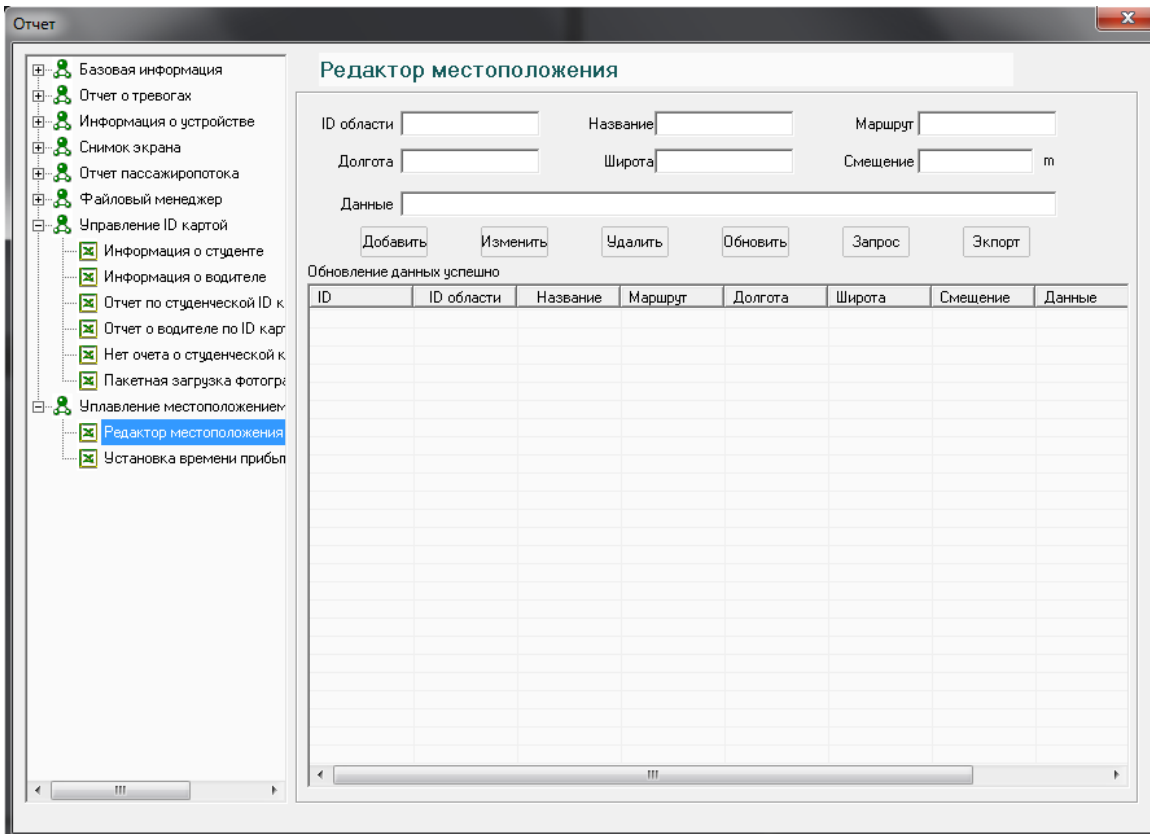 Отчет
Базовая информация
Отчет о тревогах
Информация о устройстве
Снимок экрана
Отчет пассажиропотока
Файловый менеджер
Управление ID картой
Информация о студенте
Информация о водителе
Отчет по студенческой ID к
Отчет о водителе по ID кар
Нет очета о студенческой к
Пакетная загрузка фотогра
Уплавление местоположением
Редактор местоположения
Установка времени прибы
Редактор местоположения
ID области Название Маршрут
Долгота Широта Смещение m
Данные
Добавить Изменить Удалить Обновить Запрос Экпорт
Обновление данных успешно
ID ID области Название Маршрут Долгота Широта Смещение Данные